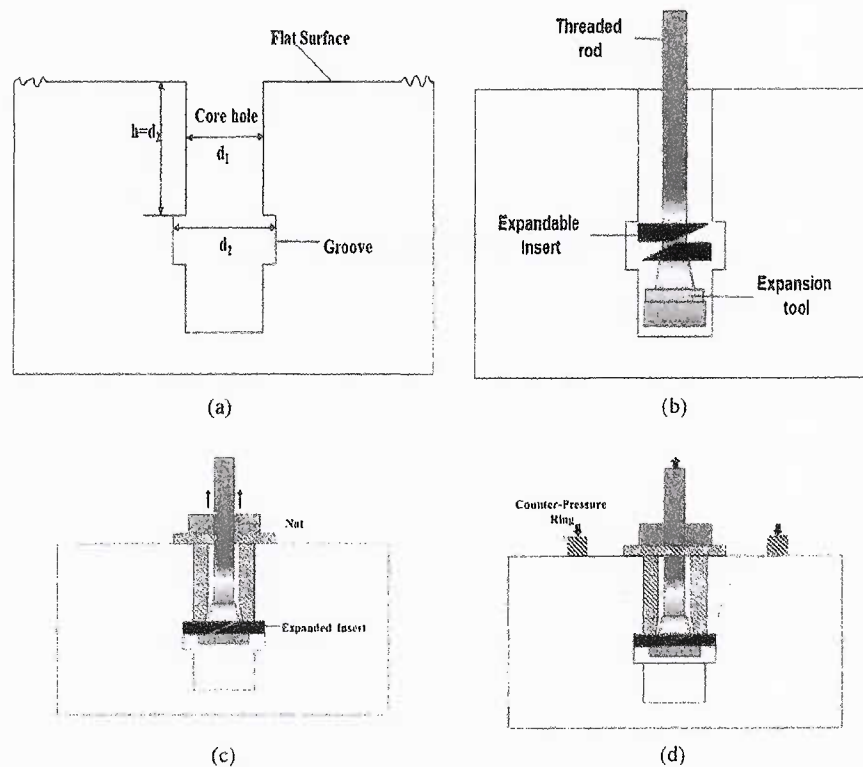 Flat Surface
Core hole
d1
d2
Groove
(a)
Threaded
rod
Expandable
Insert
Expansion
tool
(b)
Nut
Expanded Insert
(c)
Counter-Pressure
Ring
(d)